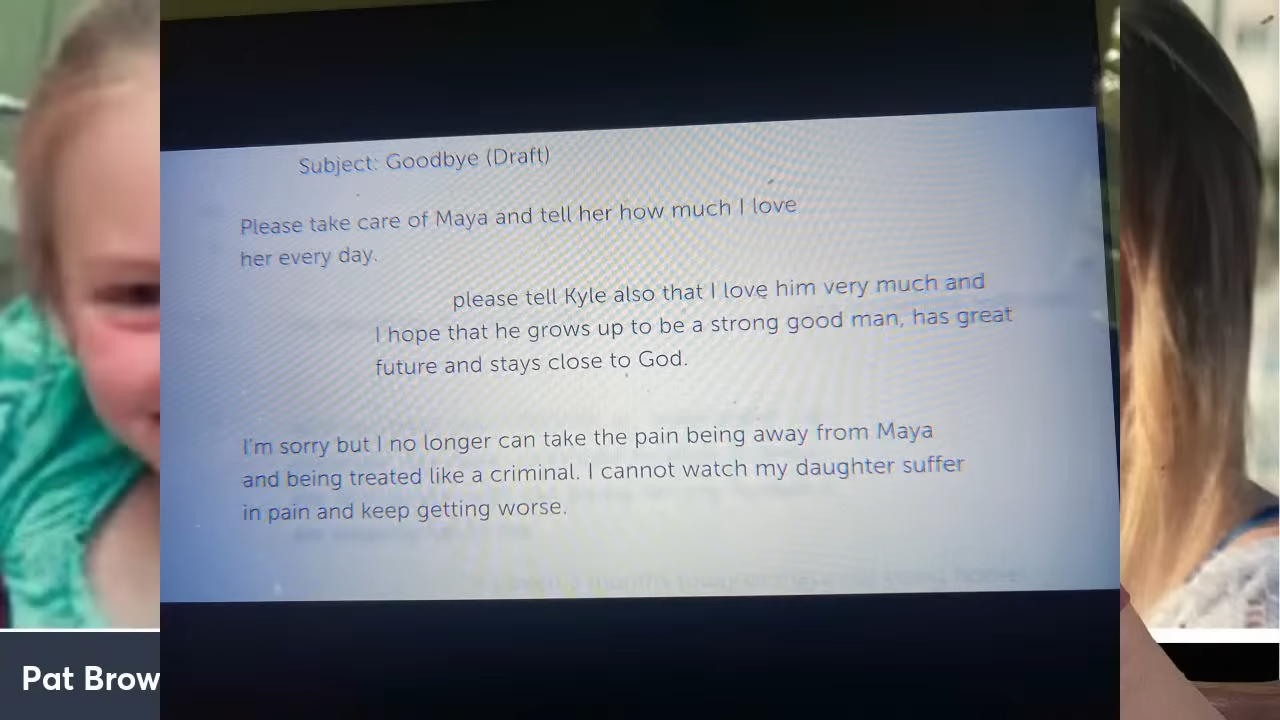 Subject: Goodbye (Draft)
Please take care of Maya and tell her how much I love
her every day.
please tell Kyle also that I love him very much and
I hope that he grows up to be a strong good man, has great
future and stays close to God.
I'm sorry but I no longer can take the pain being away from Maya
and being treated like a criminal. I cannot watch my daughter suffer
in pain and keep getting worse.
Pat Brow